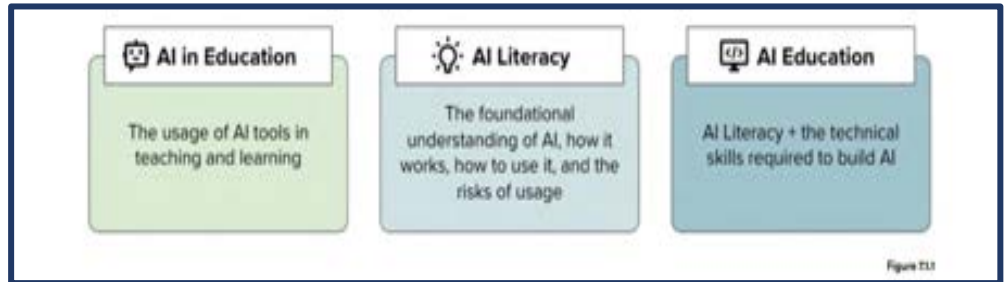 AI in Education
The usage of AI tools in
teaching and learning
AI Literacy
The foundational
understanding of AI, how it
works, how to use it, and the
risks of usage
AI Education
AI Literacy + the technical
skills required to build AI
Figure